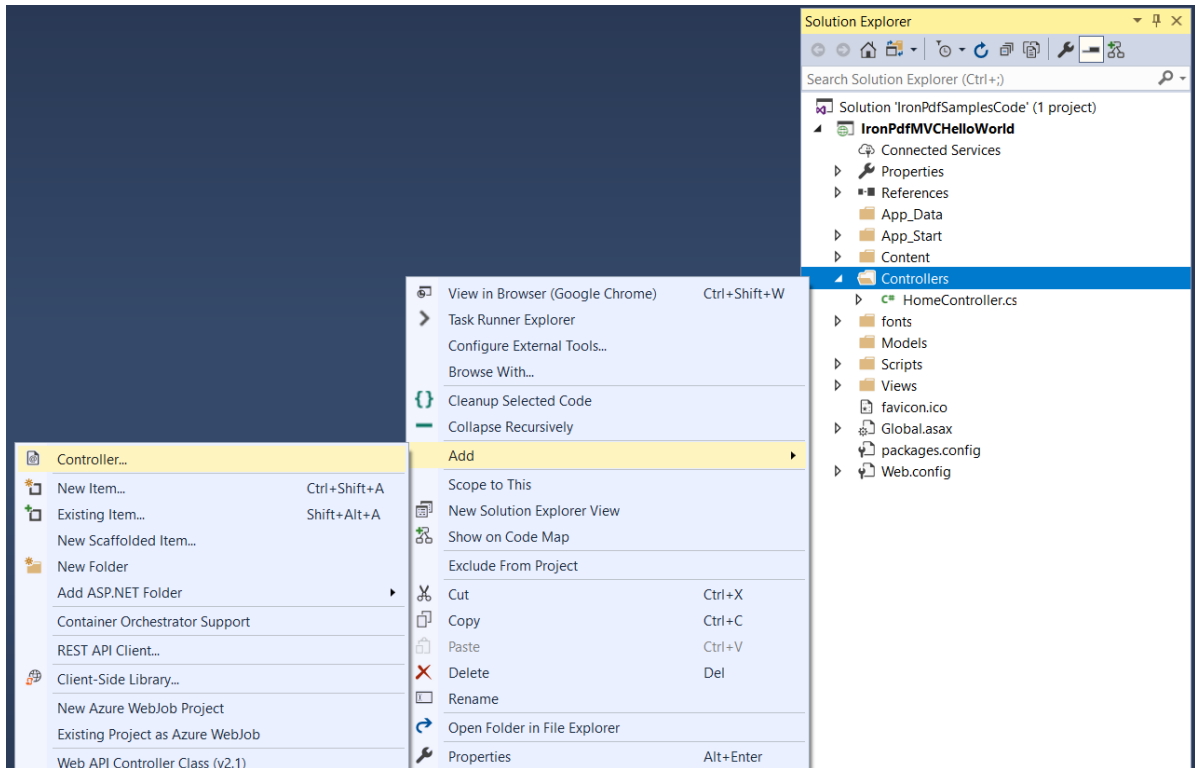 Solution Explorer
Search Solution Explorer (Ctrl+;)
Solution 'IronPdfSamplesCode' (1 project)
IronPdfMVCHelloWorld
Connected Services
Properties
References
App_Data
App_Start
Content
Controllers
C# HomeController.cs
fonts
Models
Scripts
Views
favicon.ico
Global.asax
packages.config
Web.config
View in Browser (Google Chrome) Ctrl+Shift+W
Task Runner Explorer
Configure External Tools...
Browse With...
Cleanup Selected Code
Collapse Recursively
Add
Scope to This
New Solution Explorer View
Show on Code Map
Exclude From Project
Cut Ctrl+X
Copy Ctrl+C
Paste Ctrl+V
Delete Del
Rename
Open Folder in File Explorer
Properties Alt+Enter
Controller...
New Item... Ctrl+Shift+A
Existing Item... Shift+Alt+A
New Scaffolded Item...
New Folder
Add ASP.NET Folder
Container Orchestrator Support
REST API Client...
Client-Side Library...
New Azure WebJob Project
Existing Project as Azure WebJob
Web API Controller Class (v2.1)